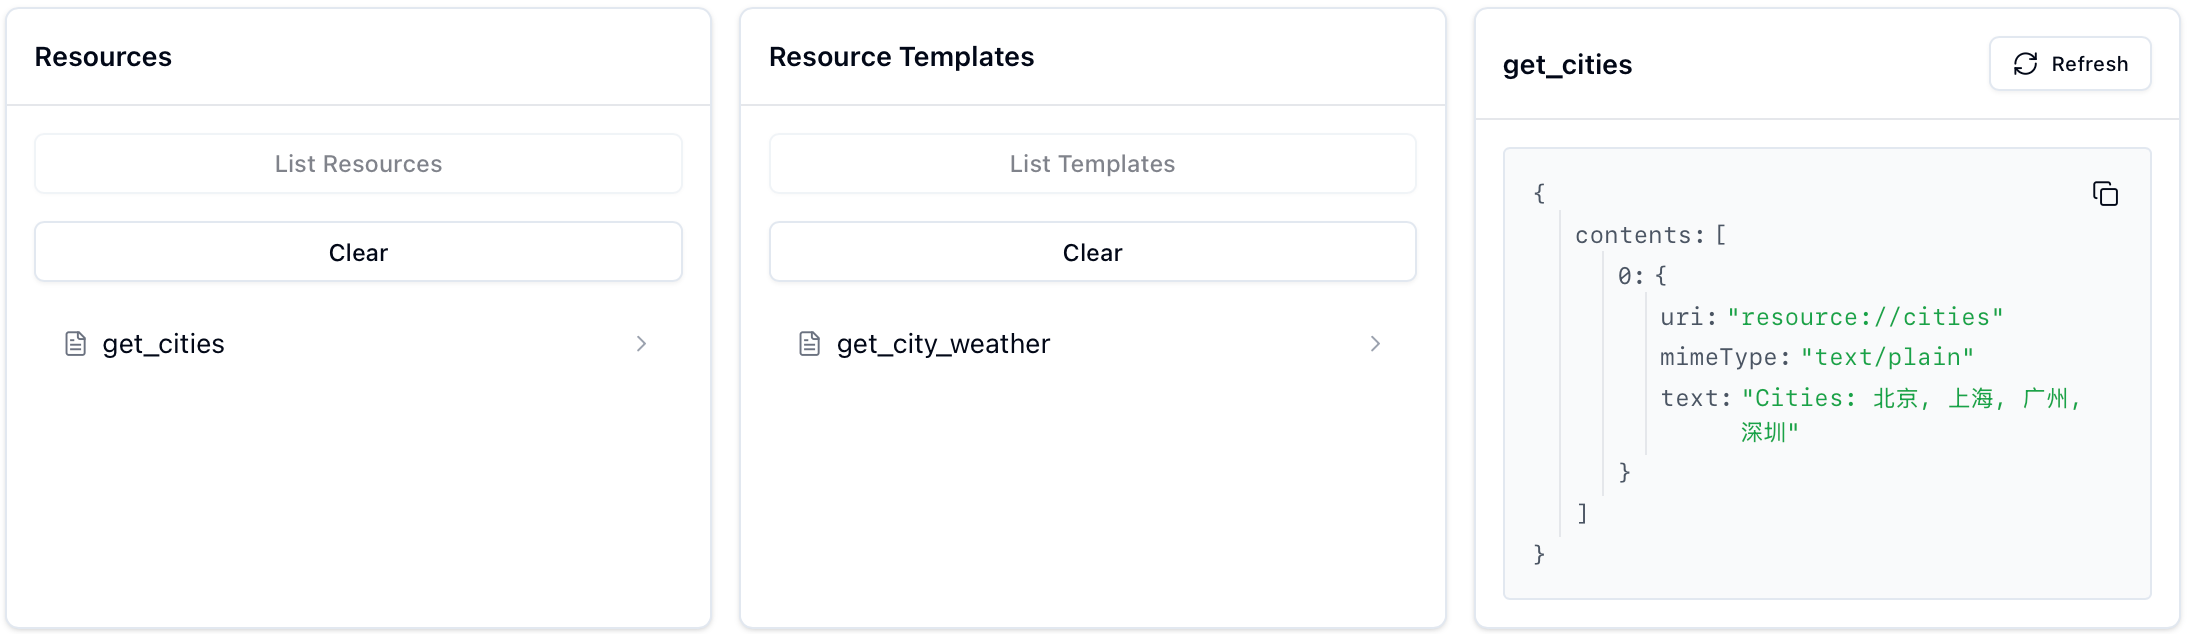 Resources
List Resources
Clear
get_cities
Resource Templates
List Templates
Clear
get_city_weather
get_cities
Refresh
{
contents: [
0: {
uri: "resource://cities"
mimeType: "text/plain"
text: "Cities: 北京, 上海, 广州,
深圳"
}
]
}